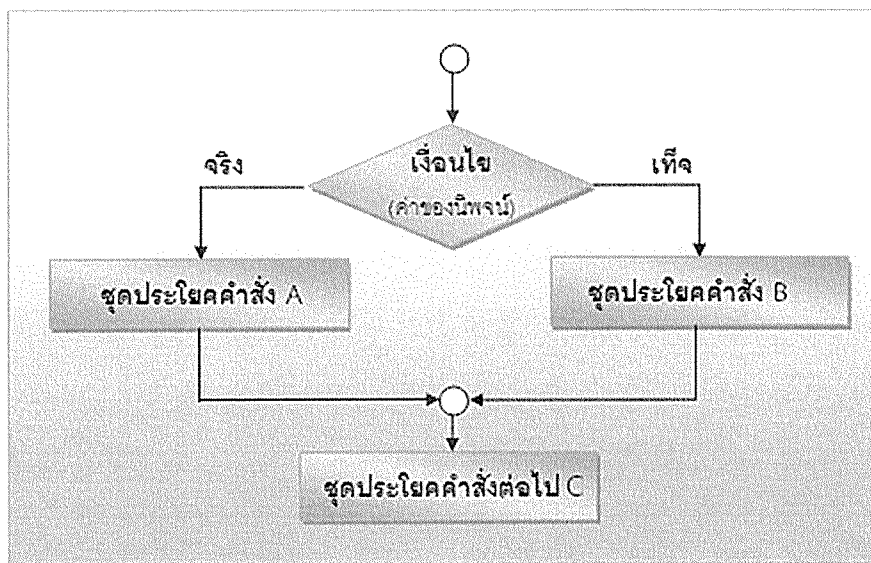 จริง
เงื่อนไข
เท็จ
(ค่าของนิพจน์)
ชุดประโยคคำสั่ง A
ชุดประโยคคำสั่ง B
ชุดประโยคคำสั่งต่อไป C